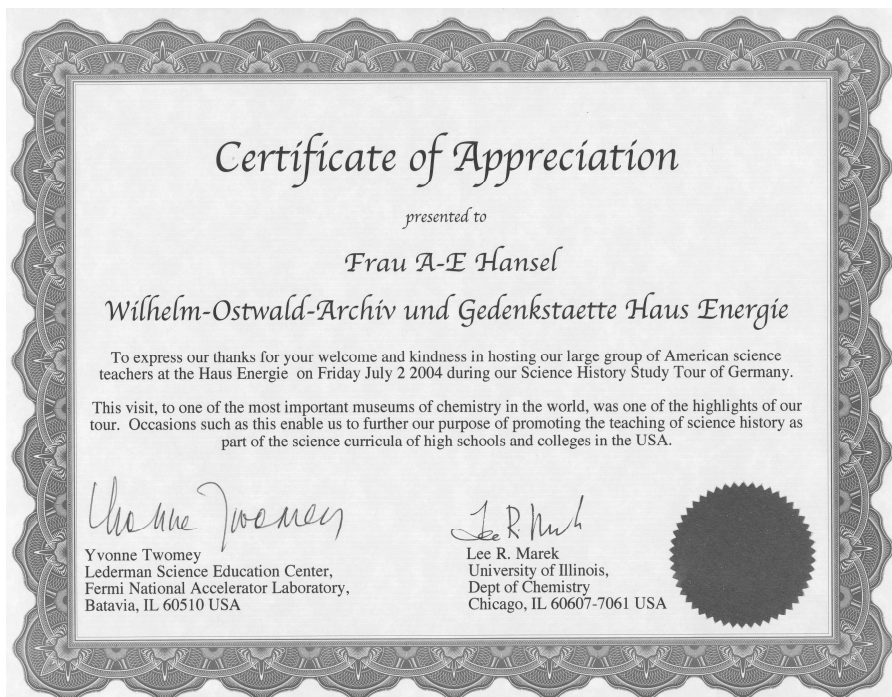 Certificate of Appreciation
presented to
Frau A-E Hansel
Wilhelm-Ostwald-Archiv und Gedenkstaette Haus Energie
To express our thanks for your welcome and kindness in hosting our large group of American science
teachers at the Haus Energie on Friday July 2 2004 during our Science History Study Tour of Germany.
This visit, to one of the most important museums of chemistry in the world, was one of the highlights of our
tour. Occasions such as this enable us to further our purpose of promoting the teaching of science history as
part of the science curricula of high schools and colleges in the USA.
Yvonne Twomey
Lee R. Marek
Yvonne Twomey
Lederman Science Education Center,
Fermi National Accelerator Laboratory,
Batavia, IL 60510 USA
Lee R. Marek
University of Illinois,
Dept of Chemistry
Chicago, IL 60607-7061 USA